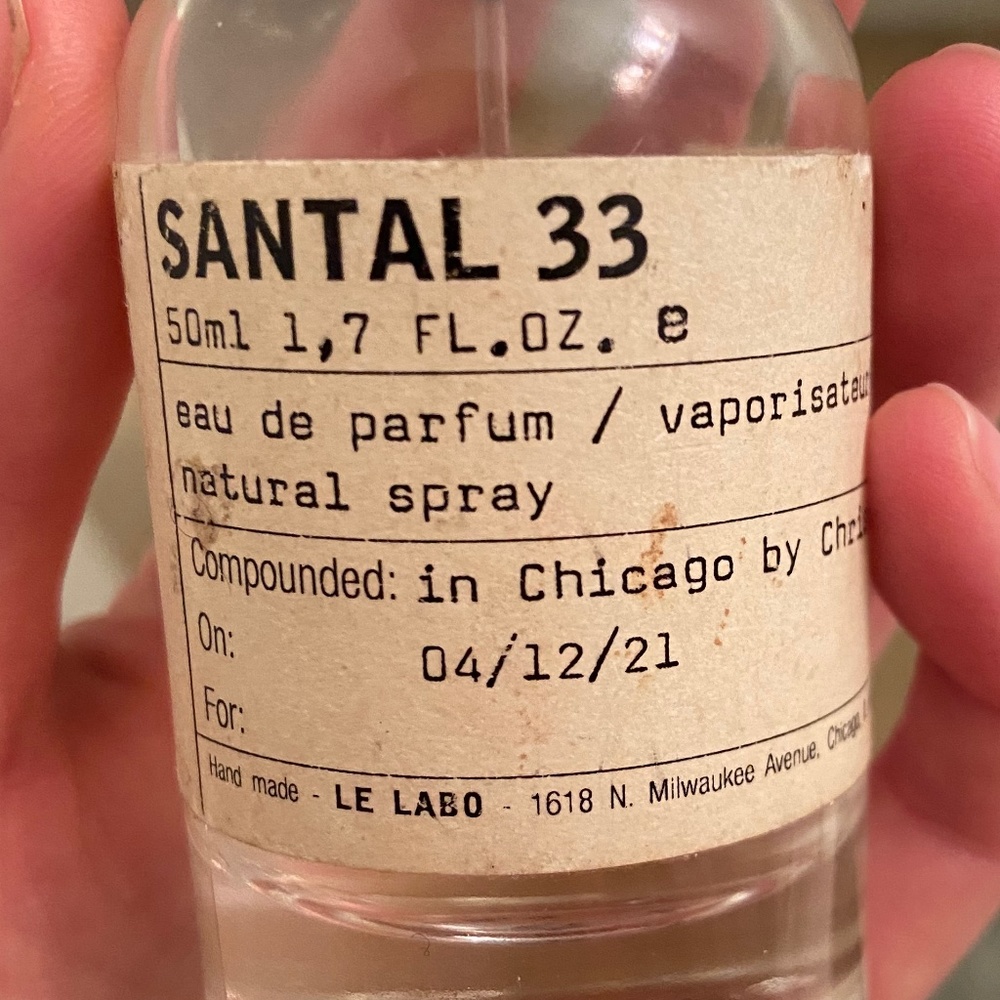 SANTAL 33
50ml 1,7 FL.OZ. e
eau de parfum / vaporisateur
natural spray
Compounded: in Chicago by
On: 04/12/21
For:
Hand made - LE LABO - 1618 N. Milwaukee Avenue, Chicago,